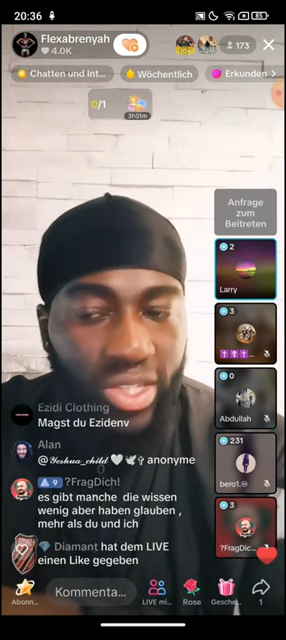 20:36
85
Flexabrenyah
4.0K
173
Chatten und Int...
Wöchentlich
Erkunden >
0/1
3h51m
Anfrage
zum
Beitreten
2
Larry
3
0
Abdullah
231
bero1.
3
?FragDic...
Ezidi Clothing
Magst du Ezidenv
Alan
@𝒴𝑒𝓈𝒽𝓊𝒶_𝒸𝒽𝒾𝓁𝒹 🤍🕊✞ anonyme
9 ?FragDich!
es gibt manche die wissen
wenig aber haben glauben ,
mehr als du und ich
Diamant hat dem LIVE
einen Like gegeben
Abonn...
Kommenta...
LIVE mi...
Rose
Gesche...
1